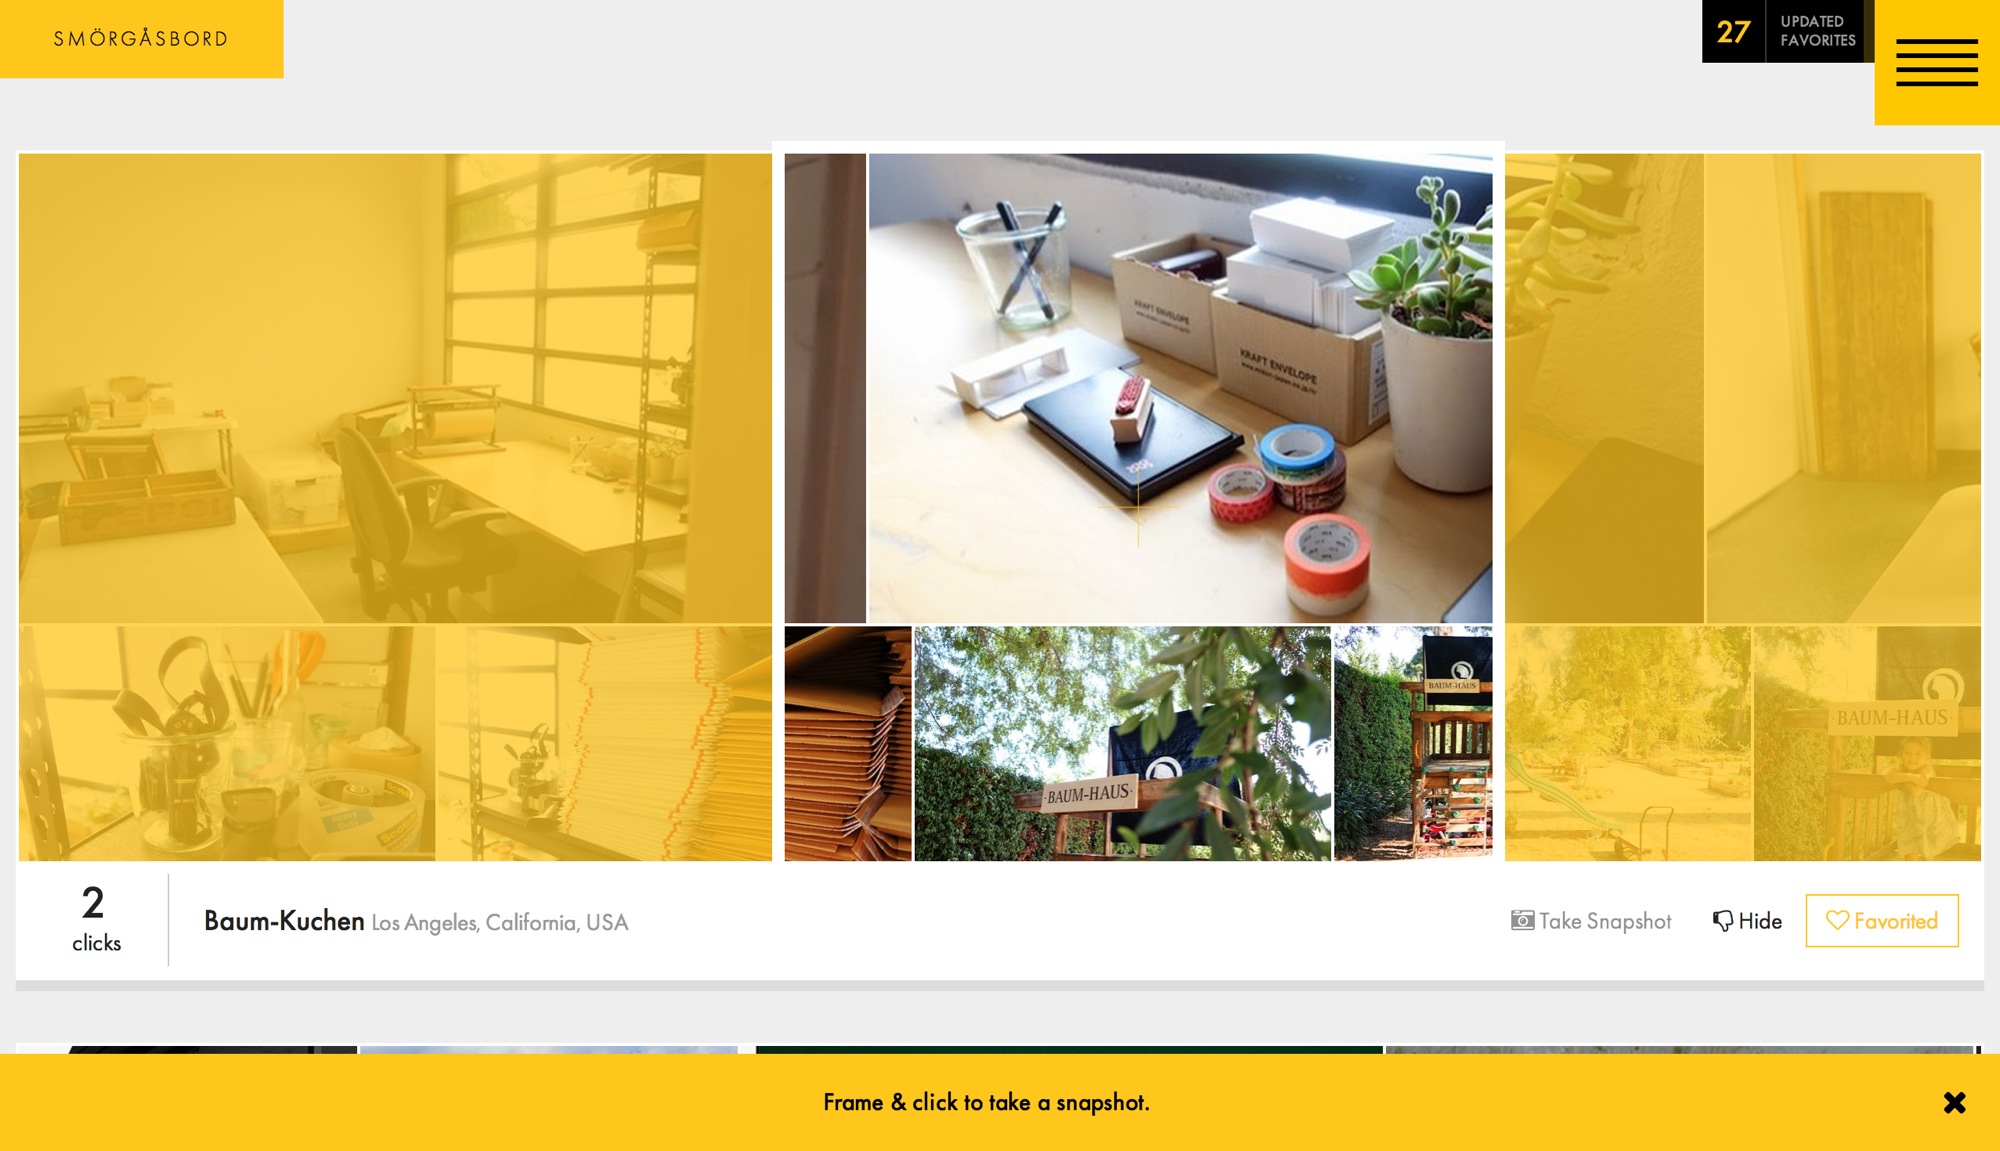 SMÖRGÅSBORD
27
UPDATED
FAVORITES
KRAFT ENVELOPE
KRAFT ENVELOPE
·BAUM-HAUS·
BAUM-HAUS
·BAUM-HAUS·
2
clicks
Baum-Kuchen Los Angeles, California, USA
Take Snapshot
Hide
Favorited
Frame & click to take a snapshot.